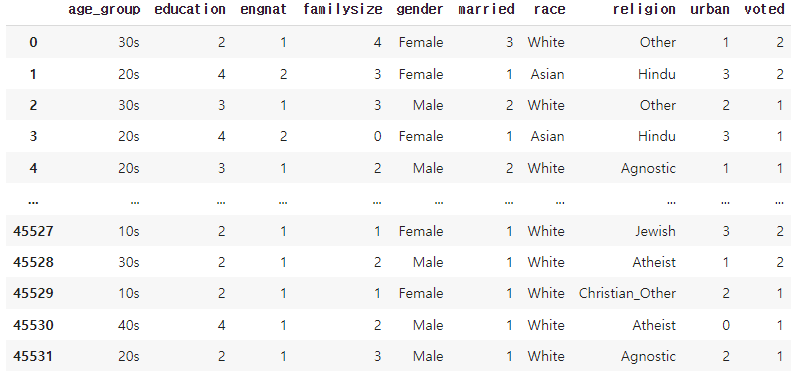 age_group education engnat familysize gender married race religion urban voted
0 30s 2 1 4 Female 3 White Other 1 2
1 20s 4 2 3 Female 1 Asian Hindu 3 2
2 30s 3 1 3 Male 2 White Other 2 1
3 20s 4 2 0 Female 1 Asian Hindu 3 1
4 20s 3 1 2 Male 2 White Agnostic 1 1
... ... ... ... ... ... ... ... ... ... ...
45527 10s 2 1 1 Female 1 White Jewish 3 2
45528 30s 2 1 2 Male 1 White Atheist 1 2
45529 10s 2 1 1 Female 1 White Christian_Other 2 1
45530 40s 4 1 2 Male 1 White Atheist 0 1
45531 20s 2 1 3 Male 1 White Agnostic 2 1